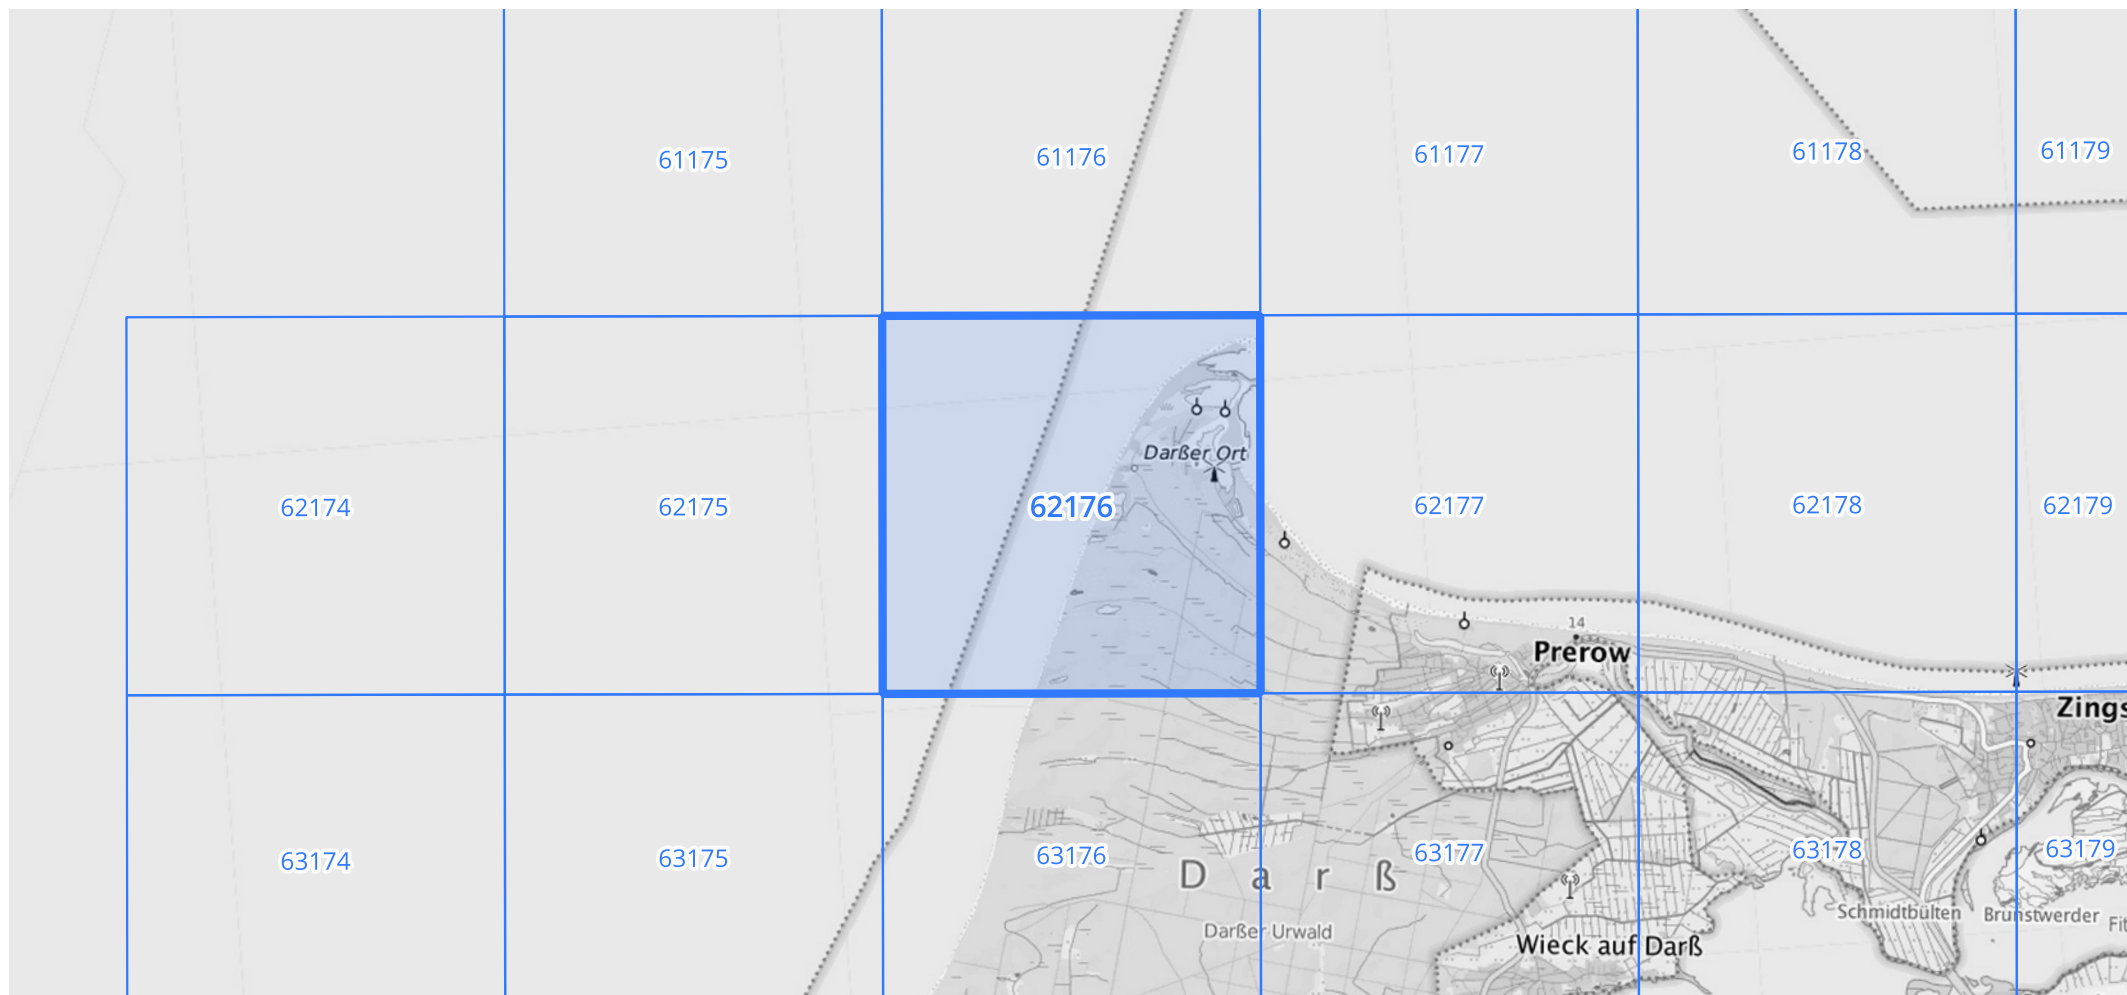 61175
61176
61177
61178
61179
Darßer Ort
62174
62175
62176
62177
62178
62179
14
Prerow
Zings
63174
63175
63176
63177
63178
63179
D a r ß
Darßer Urwald
Schmidtbülten
Brunstwerder
Fit
Wieck auf Darß